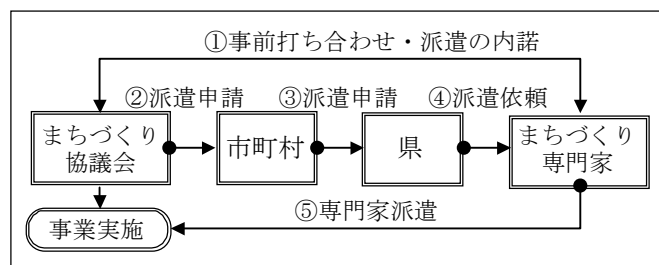 ①事前打ち合わせ・派遣の内諾
②派遣申請
③派遣申請
④派遣依頼
まちづくり
協議会
市町村
県
まちづくり
専門家
⑤専門家派遣
事業実施